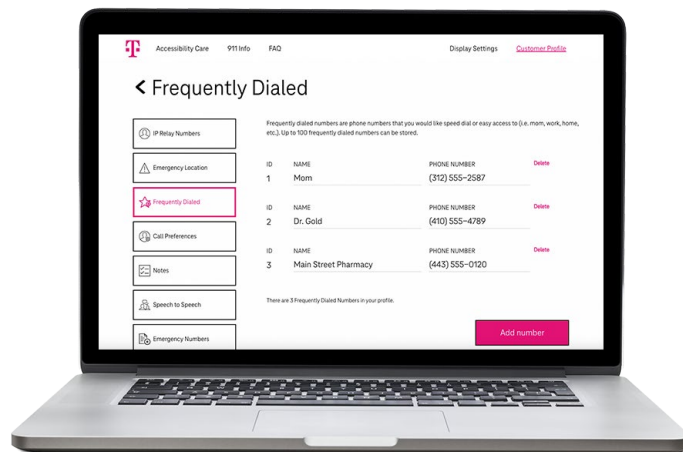 T Accessibility Care 911 Info FAQ Display Settings Customer Profile
Frequently Dialed
IP Relay Numbers
Emergency Location
Frequently Dialed
Call Preferences
Notes
Speech to Speech
Emergency Numbers
Frequently dialed numbers are phone numbers that you would like speed dial or easy access to (i.e. mom, work, home,
etc.). Up to 100 frequently dialed numbers can be stored.
ID NAME PHONE NUMBER Delete
1 Mom (312) 555-2587
ID NAME PHONE NUMBER Delete
2 Dr. Gold (410) 555-4789
ID NAME PHONE NUMBER Delete
3 Main Street Pharmacy (443) 555-0120
There are 3 Frequently Dialed Numbers in your profile.
Add number